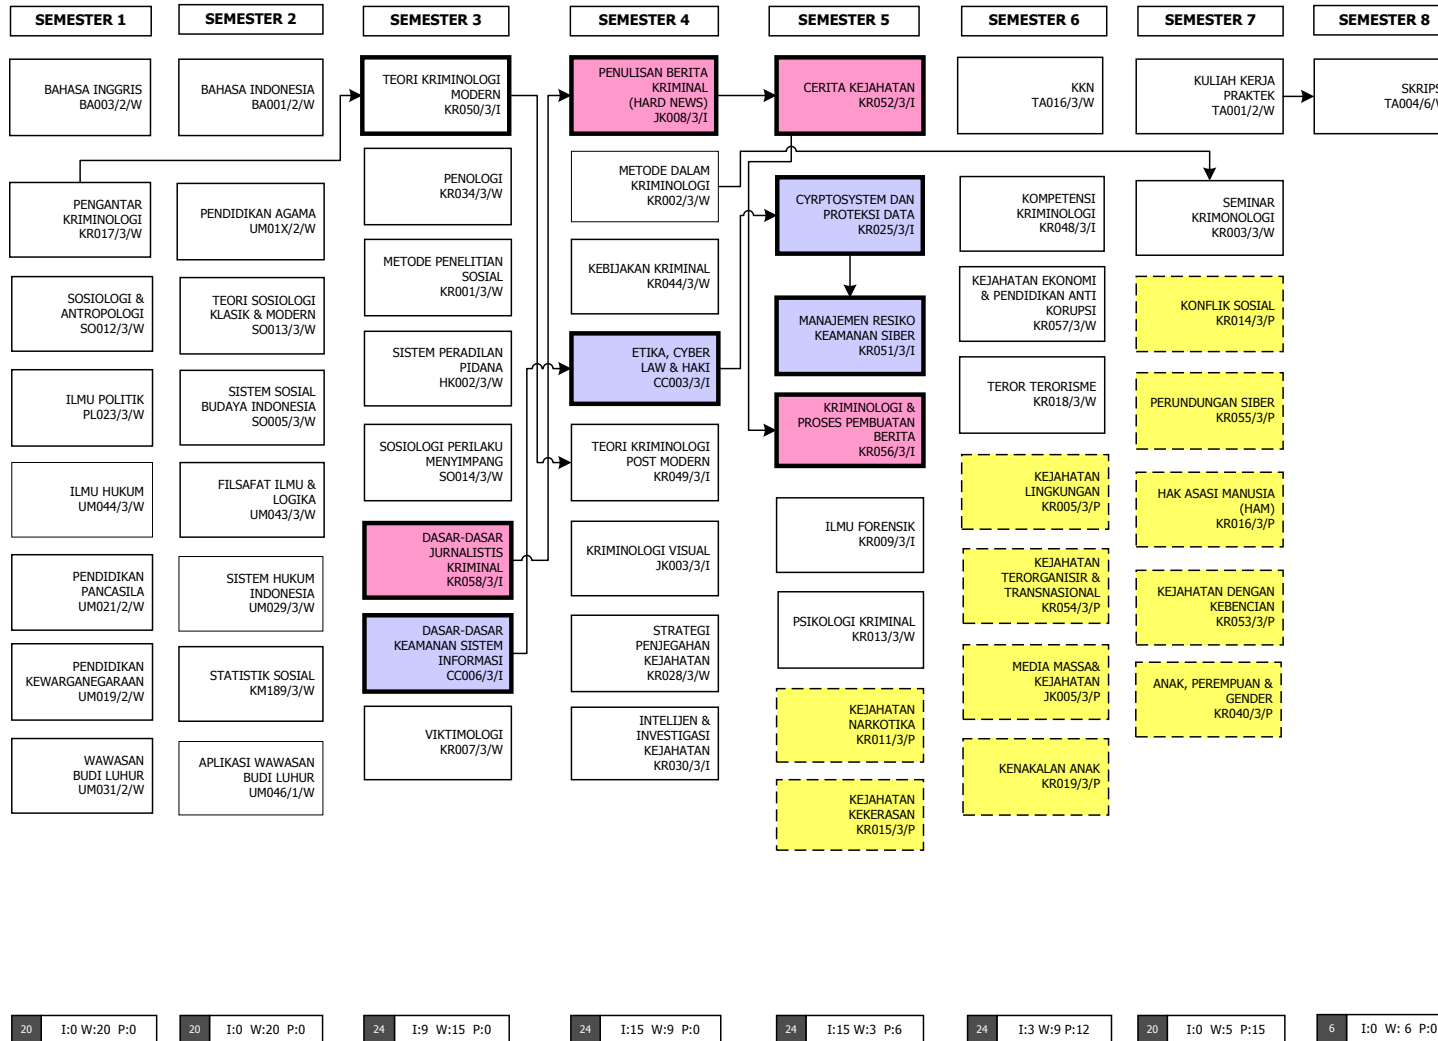 SEMESTER 1
SEMESTER 2
SEMESTER 3
SEMESTER 4
SEMESTER 5
SEMESTER 6
SEMESTER 7
SEMESTER 8
BAHASA INGGRIS
BA003/2/W
PENGANTAR
KRIMINOLOGI
KR017/3/W
SOSIOLOGI &
ANTROPOLOGI
SO012/3/W
ILMU POLITIK
PL023/3/W
ILMU HUKUM
UM044/3/W
PENDIDIKAN
PANCASILA
UM021/2/W
PENDIDIKAN
KEWARGANEGARAAN
UM019/2/W
WAWASAN
BUDI LUHUR
UM031/2/W
BAHASA INDONESIA
BA001/2/W
PENDIDIKAN AGAMA
UM01X/2/W
TEORI SOSIOLOGI
KLASIK & MODERN
SO013/3/W
SISTEM SOSIAL
BUDAYA INDONESIA
SO005/3/W
FILSAFAT ILMU &
LOGIKA
UM043/3/W
SISTEM HUKUM
INDONESIA
UM029/3/W
STATISTIK SOSIAL
KM189/3/W
APLIKASI WAWASAN
BUDI LUHUR
UM046/1/W
TEORI KRIMINOLOGI
MODERN
KR050/3/I
PENOLOGI
KR034/3/W
METODE PENELITIAN
SOSIAL
KR001/3/W
SISTEM PERADILAN
PIDANA
HK002/3/W
SOSIOLOGI PERILAKU
MENYIMPANG
SO014/3/W
DASAR-DASAR
JURNALISTIS
KRIMINAL
KR058/3/I
DASAR-DASAR
KEAMANAN SISTEM
INFORMASI
CC006/3/I
VIKTIMOLOGI
KR007/3/W
PENULISAN BERITA
KRIMINAL
(HARD NEWS)
JK008/3/I
METODE DALAM
KRIMINOLOGI
KR002/3/W
KEBIJAKAN KRIMINAL
KR044/3/W
ETIKA, CYBER
LAW & HAKI
CC003/3/I
TEORI KRIMINOLOGI
POST MODERN
KR049/3/I
KRIMINOLOGI VISUAL
JK003/3/I
STRATEGI
PENJEGAHAN
KEJAHATAN
KR028/3/W
INTELIJEN &
INVESTIGASI
KEJAHATAN
KR030/3/I
CERITA KEJAHATAN
KR052/3/I
CYRPTOSYSTEM DAN
PROTEKSI DATA
KR025/3/I
MANAJEMEN RESIKO
KEAMANAN SIBER
KR051/3/I
KRIMINOLOGI &
PROSES PEMBUATAN
BERITA
KR056/3/I
ILMU FORENSIK
KR009/3/I
PSIKOLOGI KRIMINAL
KR013/3/W
KEJAHATAN
NARKOTIKA
KR011/3/P
KEJAHATAN
KEKERASAN
KR015/3/P
KKN
TA016/3/W
KOMPETENSI
KRIMINOLOGI
KR048/3/I
KEJAHATAN EKONOMI
& PENDIDIKAN ANTI
KORUPSI
KR057/3/W
TEROR TERORISME
KR018/3/W
KEJAHATAN
LINGKUNGAN
KR005/3/P
KEJAHATAN
TERORGANISIR &
TRANSNASIONAL
KR054/3/P
MEDIA MASSA&
KEJAHATAN
JK005/3/P
KENAKALAN ANAK
KR019/3/P
KULIAH KERJA
PRAKTEK
TA001/2/W
SEMINAR
KRIMONOLOGI
KR003/3/W
KONFLIK SOSIAL
KR014/3/P
PERUNDUNGAN SIBER
KR055/3/P
HAK ASASI MANUSIA
(HAM)
KR016/3/P
KEJAHATAN DENGAN
KEBENCIAN
KR053/3/P
ANAK, PEREMPUAN &
GENDER
KR040/3/P
SKRIPS
TA004/6/W
20 I:0 W:20 P:0
20 I:0 W:20 P:0
24 I:9 W:15 P:0
24 I:15 W:9 P:0
24 I:15 W:3 P:6
24 I:3 W:9 P:12
20 I:0 W:5 P:15
6 I:0 W: 6 P:0